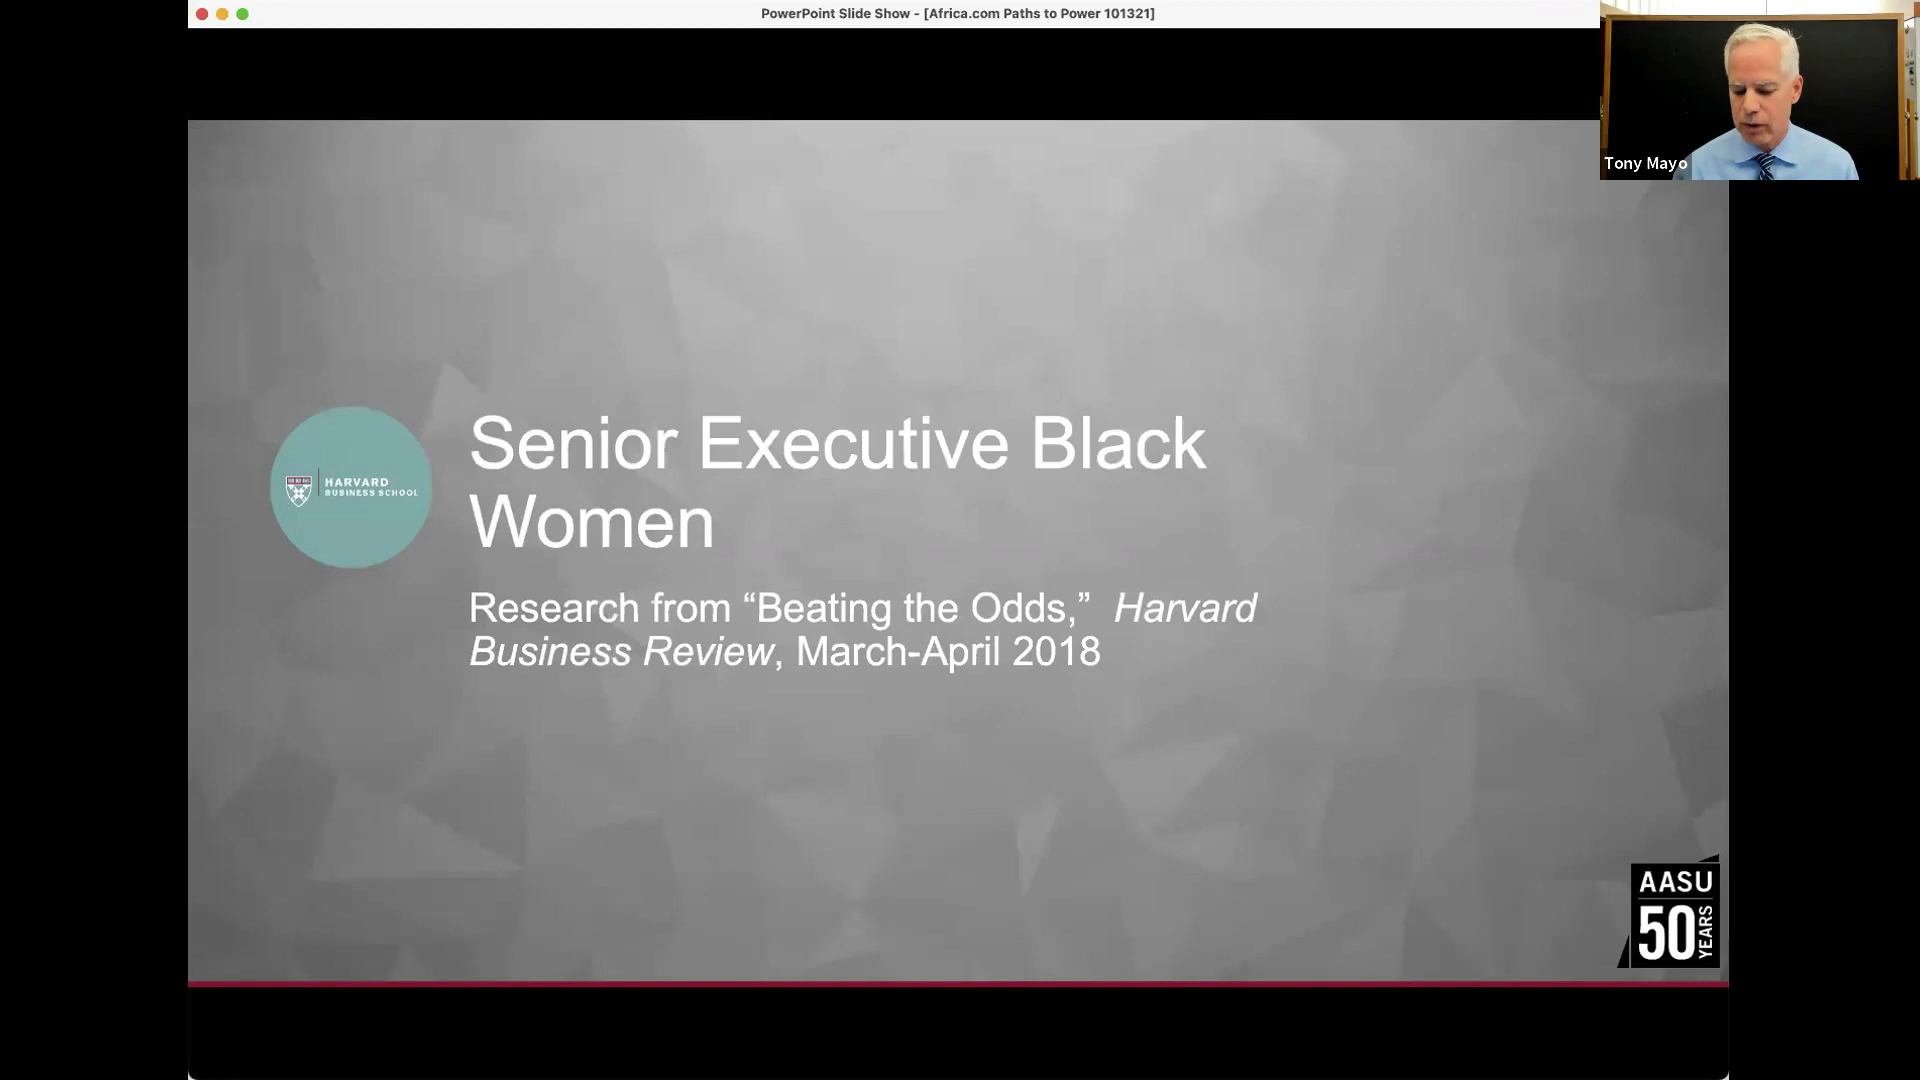 PowerPoint Slide Show - [Africa.com Paths to Power 101321]
Tony Mayo
HARVARD
BUSINESS SCHOOL
Senior Executive Black
Women
Research from “Beating the Odds,” Harvard
Business Review, March-April 2018
AASU
50 YEARS